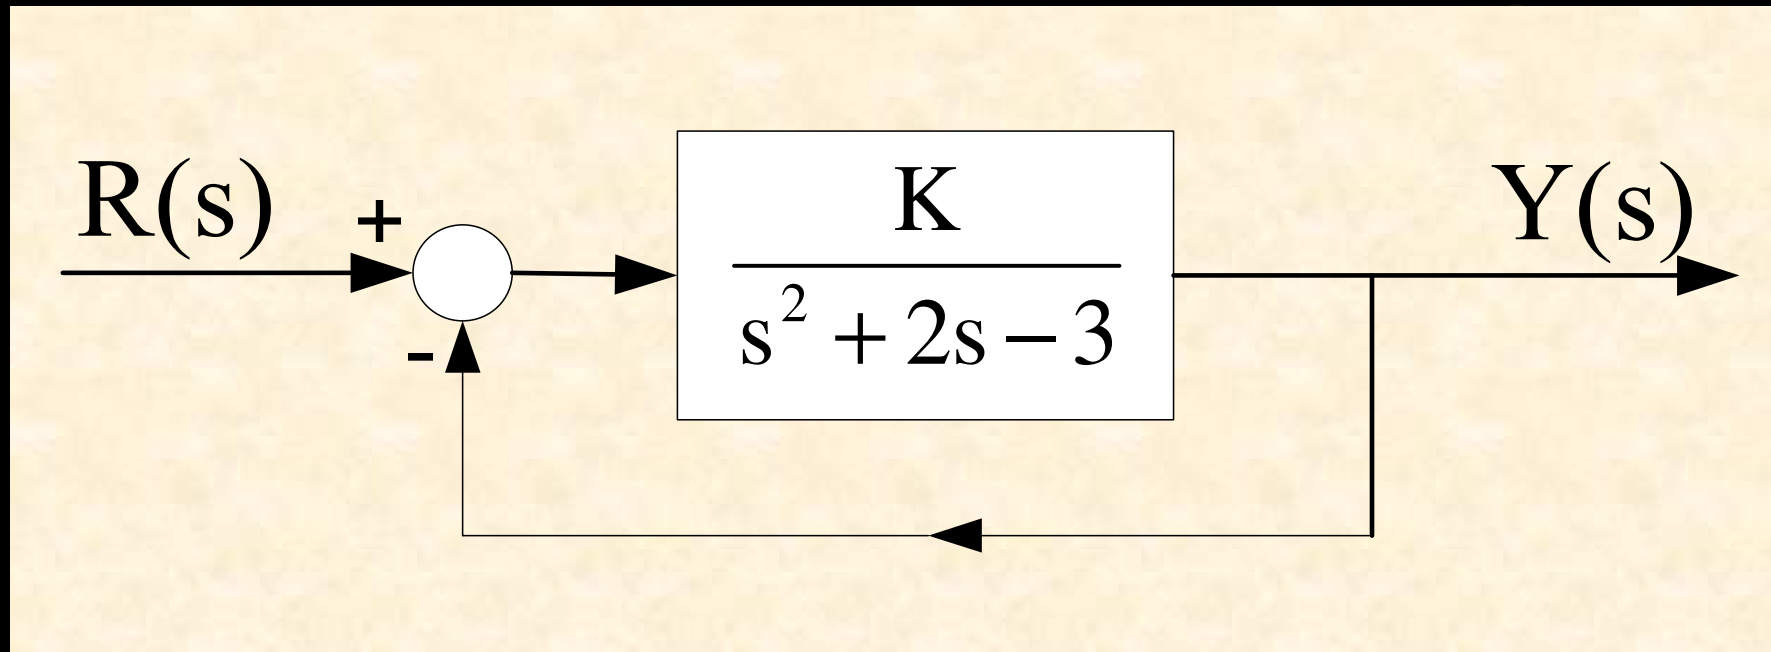 R(s)
+
-
K
s² + 2s − 3
Y(s)